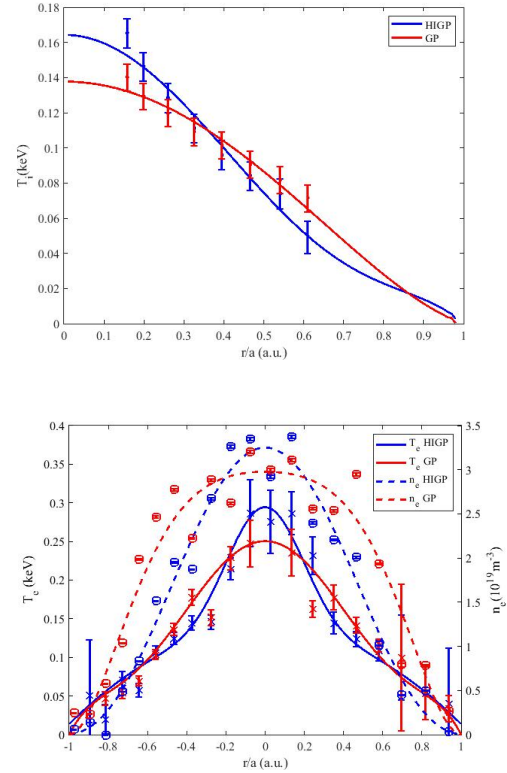 0.18
0.16
0.14
0.12
0.1
0.08
0.06
0.04
0.02
0
T_i (keV)
HIGP
GP
0 0.1 0.2 0.3 0.4 0.5 0.6 0.7 0.8 0.9 1
r/a (a.u.)
0.4
0.35
0.3
0.25
0.2
0.15
0.1
0.05
0
T_e (keV)
T_e HIGP
T_e GP
n_e HIGP
n_e GP
3.5
3
2.5
2
1.5
1
0.5
0
n_e (10^19 m^-3)
-1 -0.8 -0.6 -0.4 -0.2 0 0.2 0.4 0.6 0.8 1
r/a (a.u.)